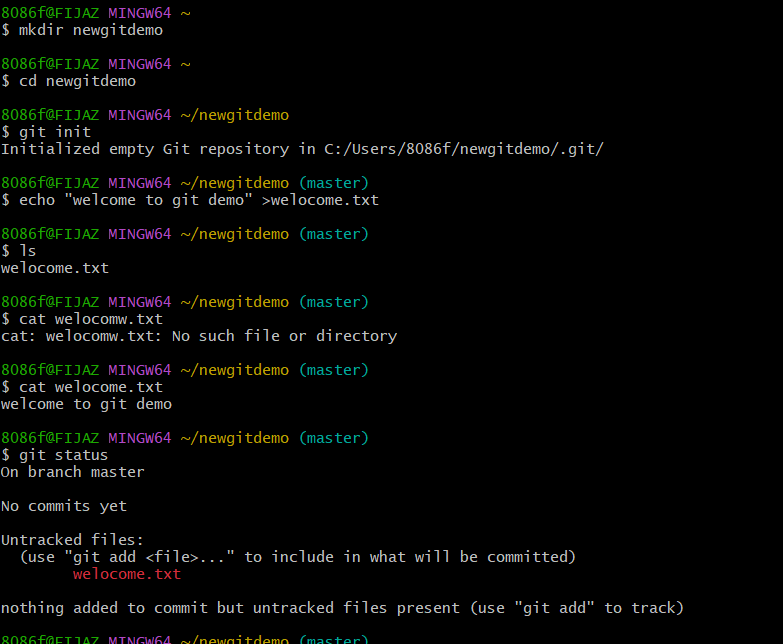 8086f@FIJAZ MINGW64 ~
$ mkdir newgitdemo
8086f@FIJAZ MINGW64 ~
$ cd newgitdemo
8086f@FIJAZ MINGW64 ~/newgitdemo
$ git init
Initialized empty Git repository in C:/Users/8086f/newgitdemo/.git/
8086f@FIJAZ MINGW64 ~/newgitdemo (master)
$ echo "welcome to git demo" >welocome.txt
8086f@FIJAZ MINGW64 ~/newgitdemo (master)
$ ls
welocome.txt
8086f@FIJAZ MINGW64 ~/newgitdemo (master)
$ cat welocomw.txt
cat: welocomw.txt: No such file or directory
8086f@FIJAZ MINGW64 ~/newgitdemo (master)
$ cat welocome.txt
welcome to git demo
8086f@FIJAZ MINGW64 ~/newgitdemo (master)
$ git status
On branch master
No commits yet
Untracked files:
(use "git add <file>..." to include in what will be committed)
welocome.txt
nothing added to commit but untracked files present (use "git add" to track)
8086f@FIJAZ MINGW64 ~/newgitdemo (master)